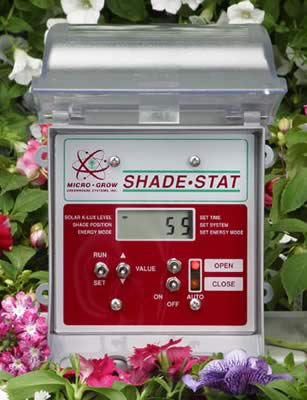 MICRO•GROW
GREENHOUSE SYSTEMS, INC.
SHADE•STAT
SOLAR K-LUX LEVEL
SHADE POSITION
ENERGY MODE
55
SET TIME
SET SYSTEM
SET ENERGY MODE
RUN
SET
VALUE
ON
OFF
AUTO
OPEN
CLOSE